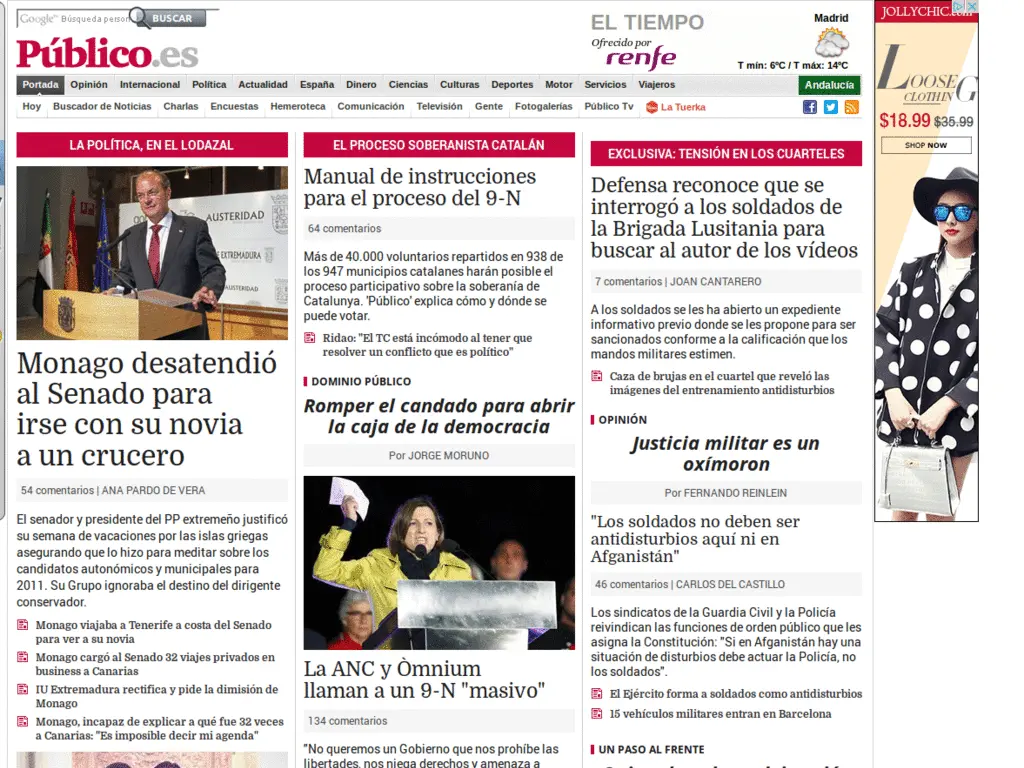 Google™ Búsqueda person
BUSCAR
Público.es
EL TIEMPO
Ofrecido por
renfe
Madrid
T mín: 6ºC / T máx: 14ºC
Portada Opinión Internacional Política Actualidad España Dinero Ciencias Culturas Deportes Motor Servicios Viajeros Andalucía
Hoy Buscador de Noticias Charlas Encuestas Hemeroteca Comunicación Televisión Gente Fotogalerías Público Tv La Tuerka
LA POLÍTICA, EN EL LODAZAL
AUSTERIDAD
EXTREMADURA
AUSTERIDAD
Monago desatendió
al Senado para
irse con su novia
a un crucero
54 comentarios | ANA PARDO DE VERA
El senador y presidente del PP extremeño justificó
su semana de vacaciones por las islas griegas
asegurando que lo hizo para meditar sobre los
candidatos autonómicos y municipales para
2011. Su Grupo ignoraba el destino del dirigente
conservador.
Monago viajaba a Tenerife a costa del Senado
para ver a su novia
Monago cargó al Senado 32 viajes privados en
business a Canarias
IU Extremadura rectifica y pide la dimisión de
Monago
Monago, incapaz de explicar a qué fue 32 veces
a Canarias: "Es imposible decir mi agenda"
EL PROCESO SOBERANISTA CATALÁN
Manual de instrucciones
para el proceso del 9-N
64 comentarios
Más de 40.000 voluntarios repartidos en 938 de
los 947 municipios catalanes harán posible el
proceso participativo sobre la soberanía de
Catalunya. 'Público' explica cómo y dónde se
puede votar.
Ridao: "El TC está incómodo al tener que
resolver un conflicto que es político"
DOMINIO PÚBLICO
Romper el candado para abrir
la caja de la democracia
Por JORGE MORUNO
La ANC y Òmnium
llaman a un 9-N "masivo"
134 comentarios
"No queremos un Gobierno que nos prohíbe las
libertades, nos niega derechos y amenaza a
EXCLUSIVA: TENSIÓN EN LOS CUARTELES
Defensa reconoce que se
interrogó a los soldados de
la Brigada Lusitania para
buscar al autor de los vídeos
7 comentarios | JOAN CANTARERO
A los soldados se les ha abierto un expediente
informativo previo donde se les propone para ser
sancionados conforme a la calificación que los
mandos militares estimen.
Caza de brujas en el cuartel que reveló las
imágenes del entrenamiento antidisturbios
OPINIÓN
Justicia militar es un
oxímoron
Por FERNANDO REINLEIN
"Los soldados no deben ser
antidisturbios aquí ni en
Afganistán"
46 comentarios | CARLOS DEL CASTILLO
Los sindicatos de la Guardia Civil y la Policía
reivindican las funciones de orden público que les
asigna la Constitución: "Si en Afganistán hay una
situación de disturbios debe actuar la Policía, no
los soldados".
El Ejército forma a soldados como antidisturbios
15 vehículos militares entran en Barcelona
UN PASO AL FRENTE
JOLLYCHIC.com
LOOSE
CLOTHING
$18.99 $35.99
SHOP NOW